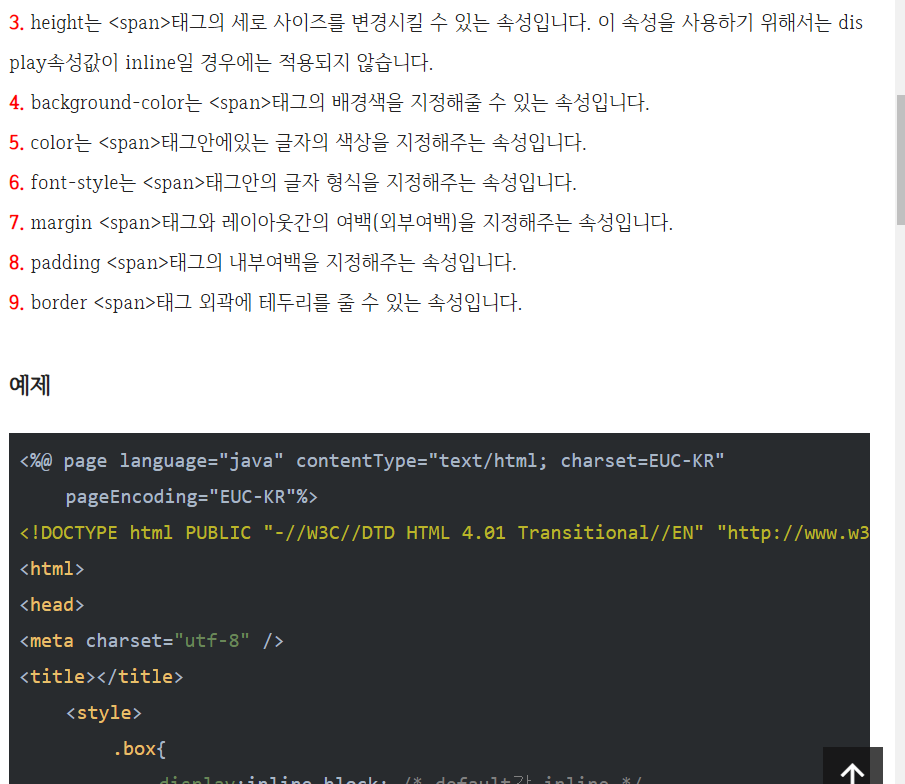 3. height는 <span>태그의 세로 사이즈를 변경시킬 수 있는 속성입니다. 이 속성을 사용하기 위해서는 dis
play속성값이 inline일 경우에는 적용되지 않습니다.
4. background-color는 <span>태그의 배경색을 지정해줄 수 있는 속성입니다.
5. color는 <span>태그안에있는 글자의 색상을 지정해주는 속성입니다.
6. font-style는 <span>태그안의 글자 형식을 지정해주는 속성입니다.
7. margin <span>태그와 레이아웃간의 여백(외부여백)을 지정해주는 속성입니다.
8. padding <span>태그의 내부여백을 지정해주는 속성입니다.
9. border <span>태그 외곽에 테두리를 줄 수 있는 속성입니다.
예제
<%@ page language="java" contentType="text/html; charset=EUC-KR"
pageEncoding="EUC-KR"%>
<!DOCTYPE html PUBLIC "-//W3C//DTD HTML 4.01 Transitional//EN" "http://www.w3
<html>
<head>
<meta charset="utf-8" />
<title></title>
<style>
.box{
display:inline-block; /* default값 inline */